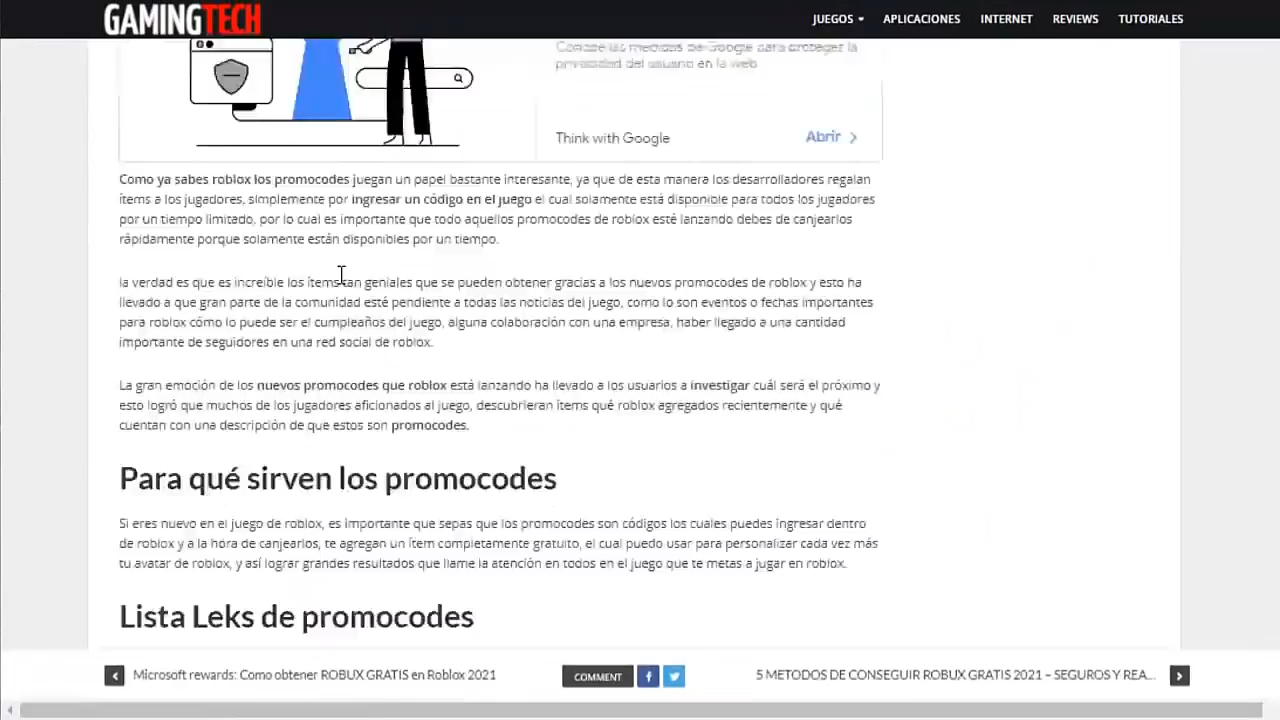 GAMINGTECH
JUEGOS APLICACIONES INTERNET REVIEWS TUTORIALES
Conoce las medidas de Google para proteger la
privacidad del usuario en la web
Think with Google
Abrir
Como ya sabes roblox los promocodes juegan un papel bastante interesante, ya que de esta manera los desarrolladores regalan
ítems a los jugadores, simplemente por ingresar un código en el juego el cual solamente está disponible para todos los jugadores
por un tiempo limitado, por lo cual es importante que todo aquellos promocodes de roblox esté lanzando debes de canjearlos
rápidamente porque solamente están disponibles por un tiempo.
la verdad es que es increíble los ítems tan geniales que se pueden obtener gracias a los nuevos promocodes de roblox y esto ha
llevado a que gran parte de la comunidad esté pendiente a todas las noticias del juego, como lo son eventos o fechas importantes
para roblox cómo lo puede ser el cumpleaños del juego, alguna colaboración con una empresa, haber llegado a una cantidad
importante de seguidores en una red social de roblox.
La gran emoción de los nuevos promocodes que roblox está lanzando ha llevado a los usuarios a investigar cuál será el próximo y
esto logró que muchos de los jugadores aficionados al juego, descubrieran ítems qué roblox agregados recientemente y qué
cuentan con una descripción de que estos son promocodes.
Para qué sirven los promocodes
Si eres nuevo en el juego de roblox, es importante que sepas que los promocodes son códigos los cuales puedes ingresar dentro
de roblox y a la hora de canjearlos, te agregan un ítem completamente gratuito, el cual puedo usar para personalizar cada vez más
tu avatar de roblox, y así lograr grandes resultados que llame la atención en todos en el juego que te metas a jugar en roblox.
Lista Leks de promocodes
Microsoft rewards: Como obtener ROBUX GRATIS en Roblox 2021
COMMENT
5 METODOS DE CONSEGUIR ROBUX GRATIS 2021 – SEGUROS Y REA...